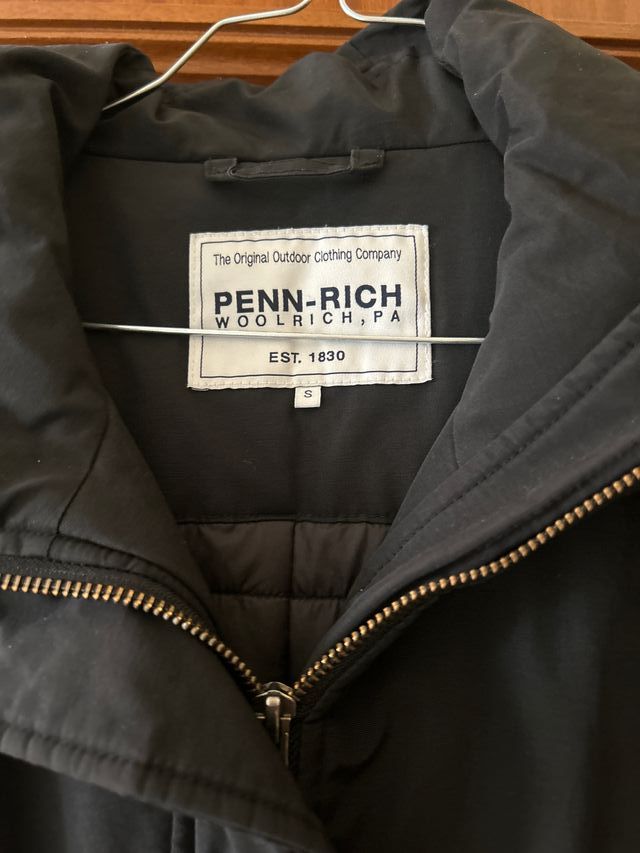 The Original Outdoor Clothing Company
PENN-RICH
WOOLRICH, PA
EST. 1830
S